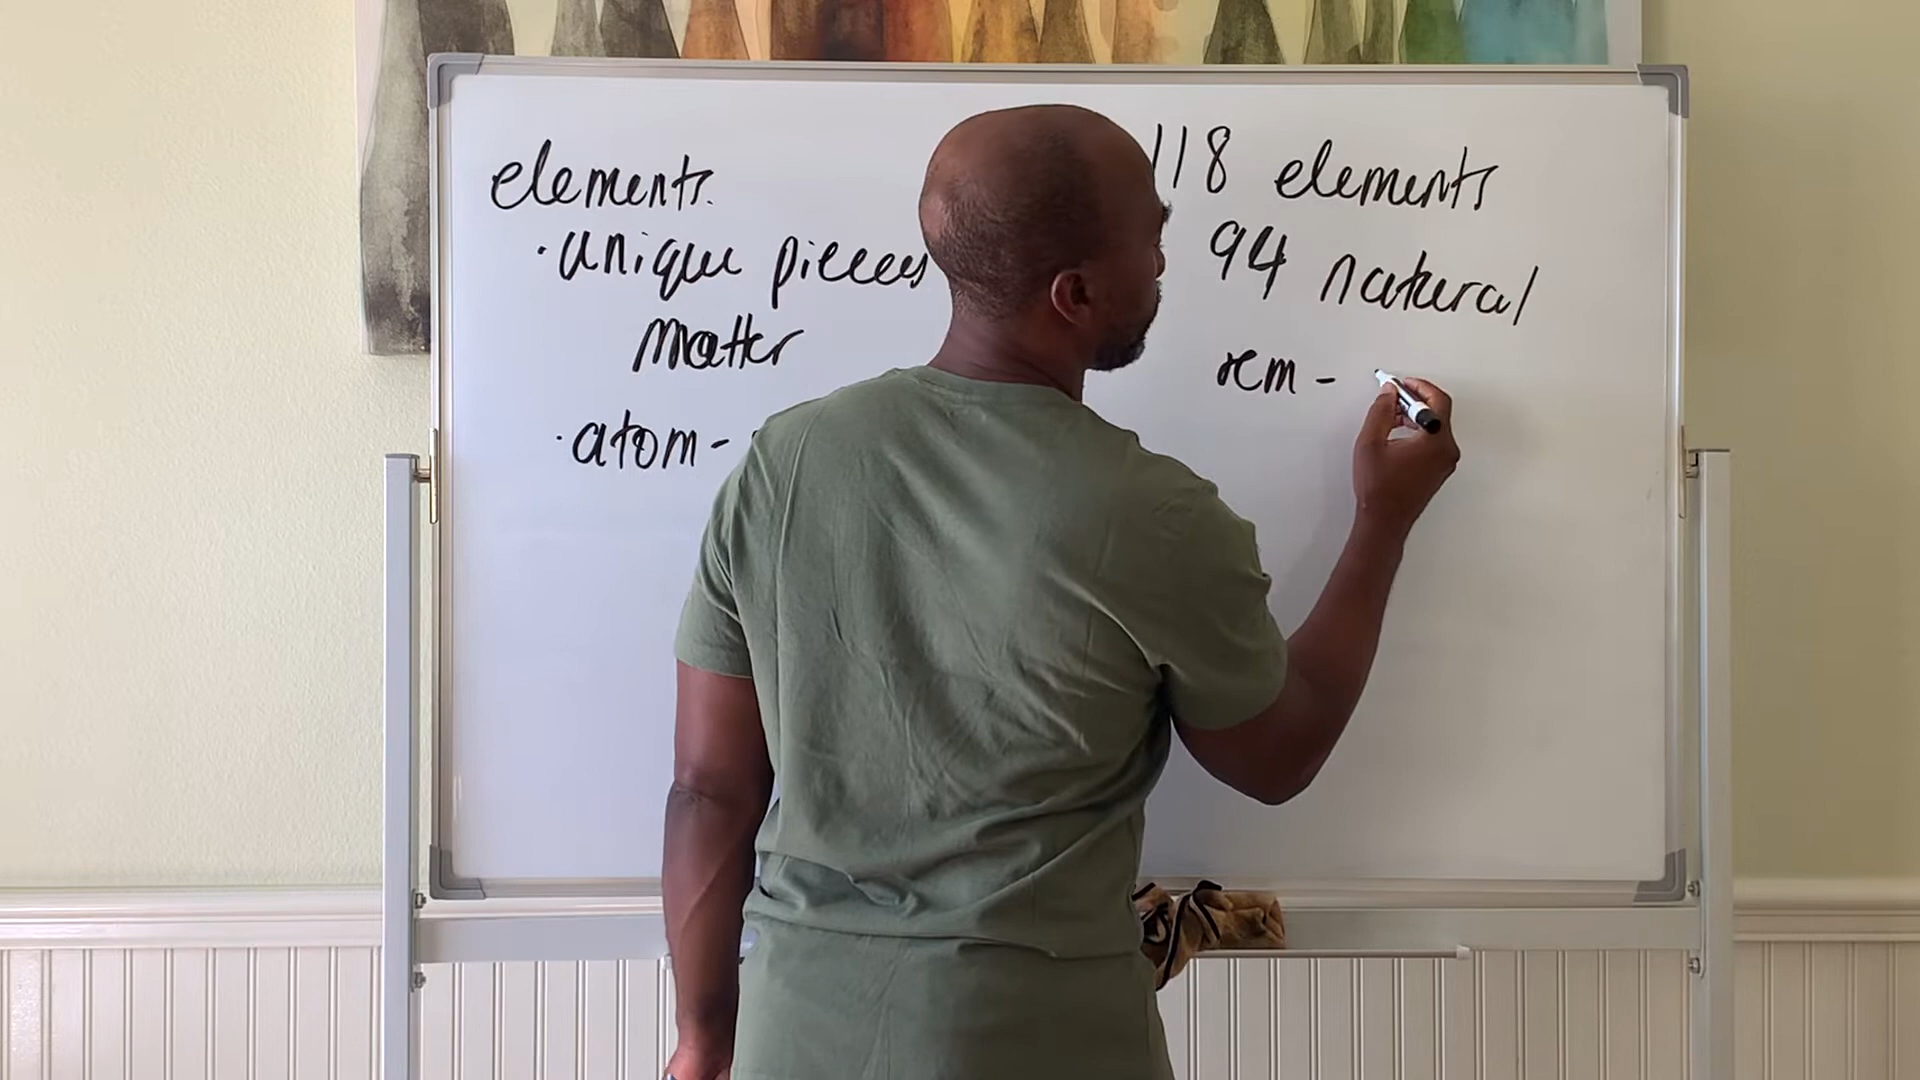 elements.
· unique pieces
matter
· atom -
118 elements
94 natural
rem -